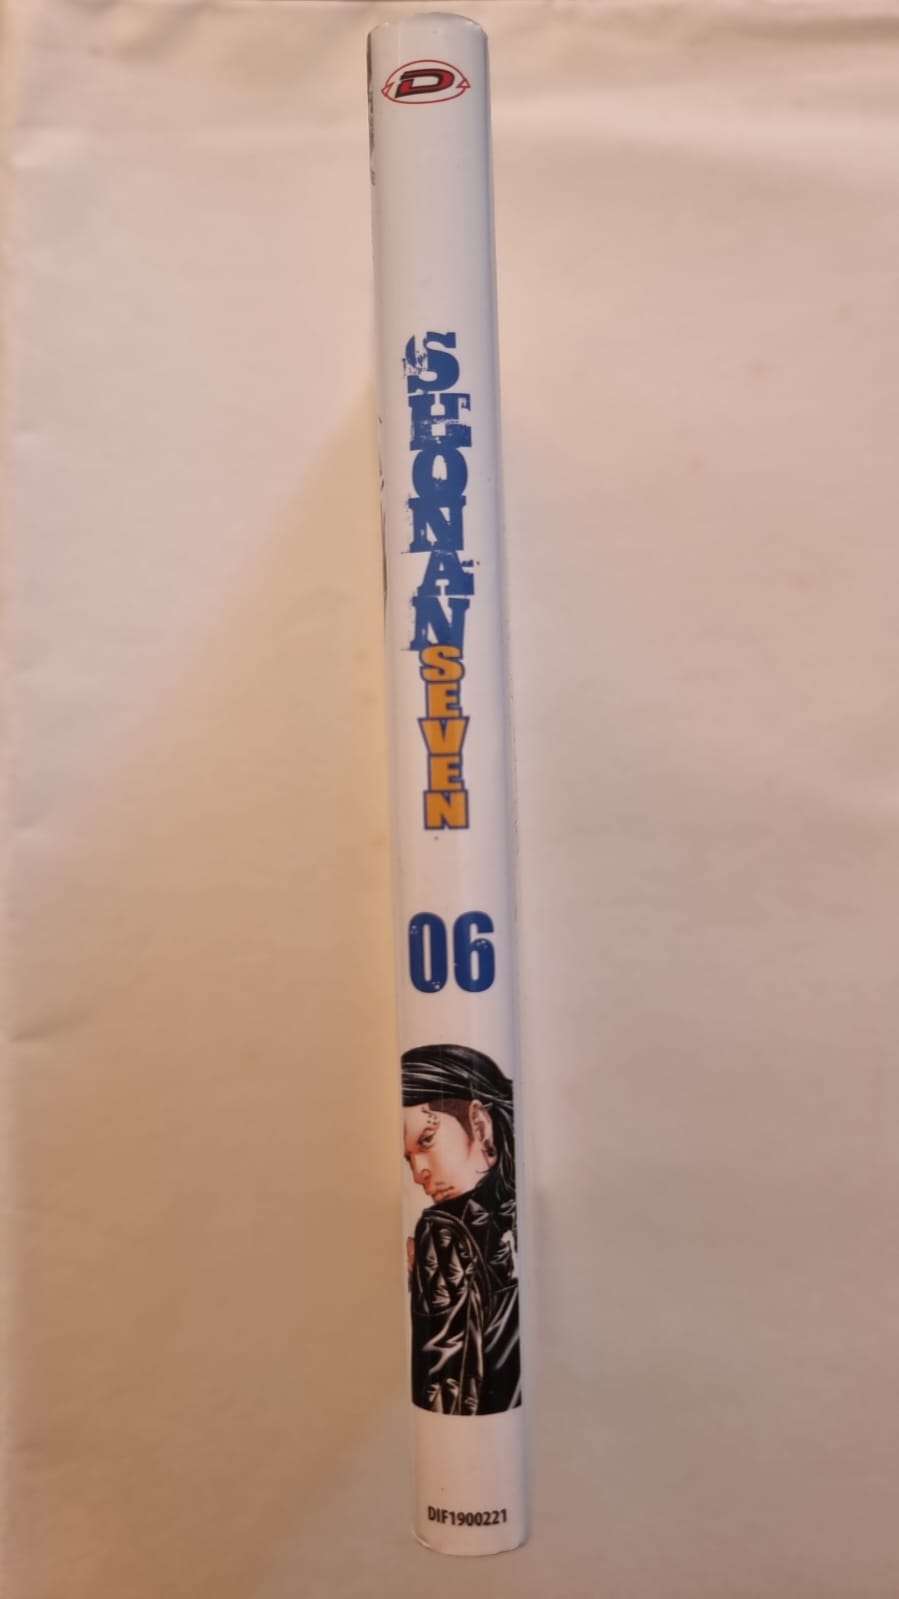 D
SHONAN
SEVEN
06
DIF1900221